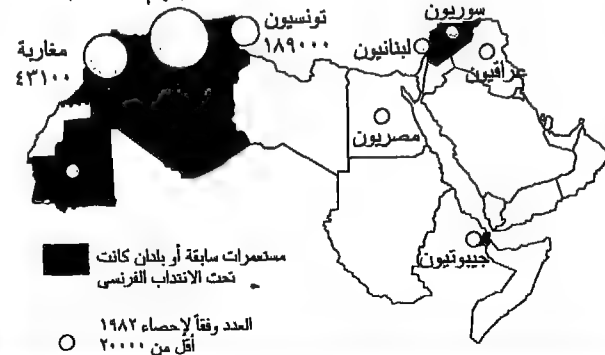 تونسيون
١٨٩٠٠٠
مغاربة
٤٣١٠٠
سوريون
لبنانيون
عراقيون
مصريون
جيبوتيون
مستعمرات سابقة أو بلدان كانت
تحت الانتداب الفرنسى
العدد وفقاً لإحصاء ١٩٨٢
أقل من ٢٠٠٠٠